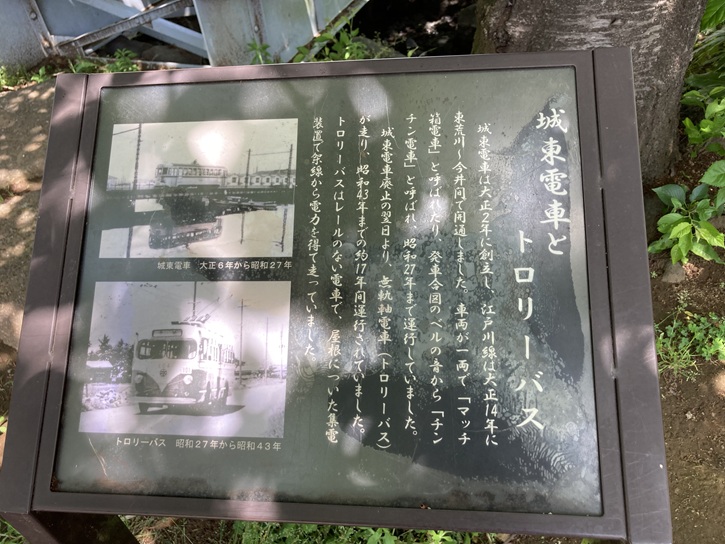 城東電車と
トロリーバス
城東電車は大正2年に創立し、江戸川線は大正14年に
東荒川～今井間で開通しました。車両が一両で「マッチ
箱電車」と呼ばれたり、発車合図のベルの音から「チン
チン電車」と呼ばれ、昭和27年まで運行していました。
城東電車廃止の翌日より、無軌軸電車（トロリーバス）
が走り、昭和43年までの約17年間運行されていました。
トロリーバスはレールのない電車で、屋根についた集電
装置で架線から電力を得て走っていました。
城東電車　大正6年から昭和27年
トロリーバス　昭和27年から昭和43年